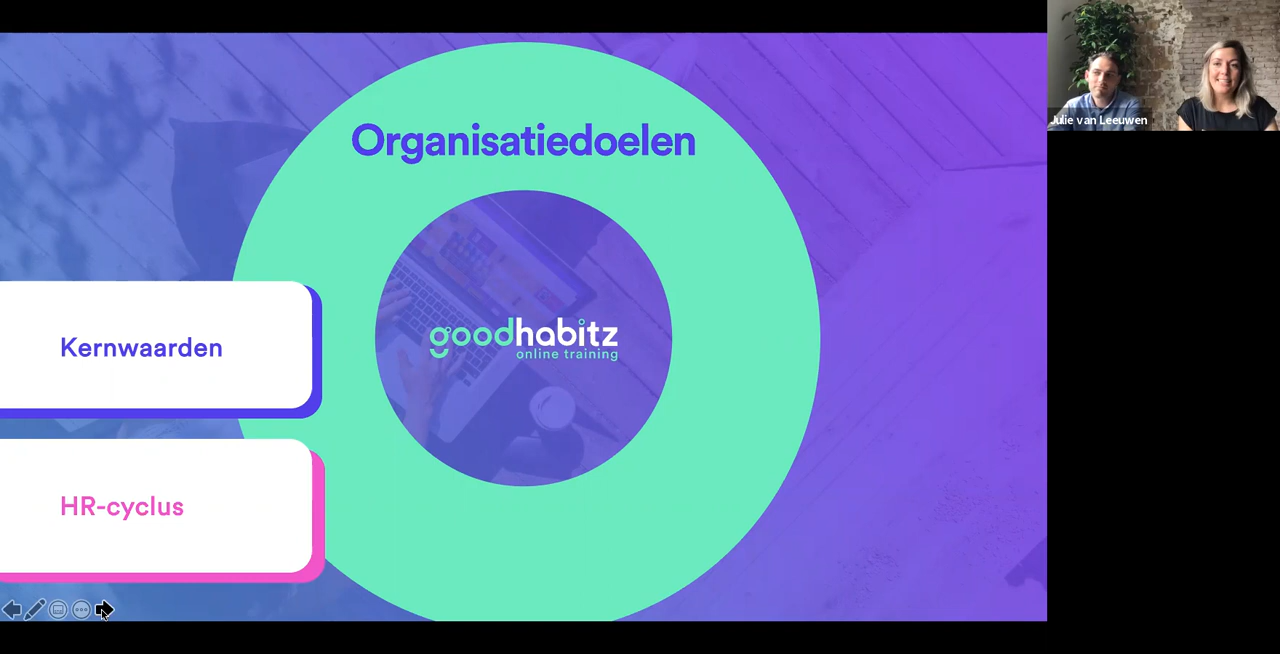 Organisatiedoelen
goodhabitz
online training
Kernwaarden
HR-cyclus
Julie van Leeuwen